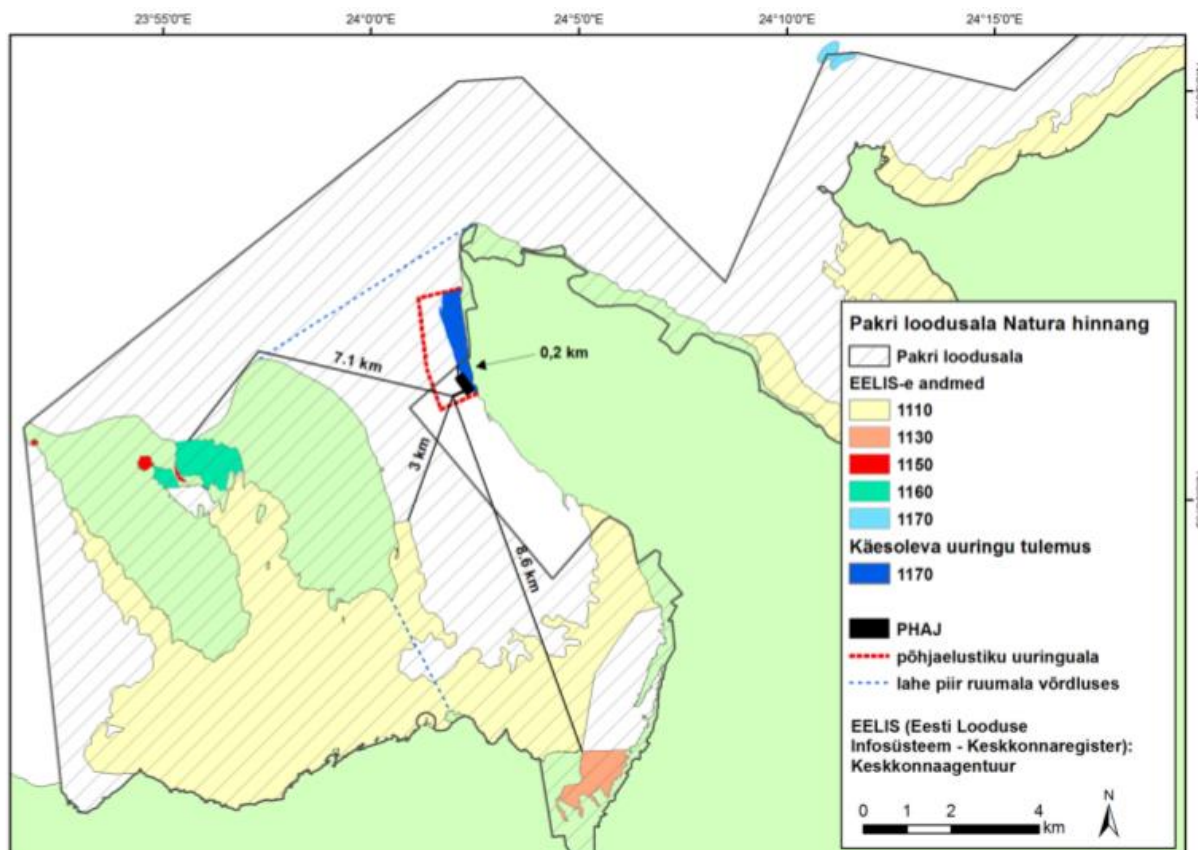 23°55'0"E
24°0'0"E
24°5'0"E
24°10'0"E
24°15'0"E
7.1 km
0,2 km
3 km
8.6 km
Pakri loodusala Natura hinnang
Pakri loodusala
EELIS-e andmed
1110
1130
1150
1160
1170
Käesoleva uuringu tulemus
1170
PHAJ
põhjaelustiku uuringuala
lahe piir ruumala võrdluses
EELIS (Eesti Looduse
Infosüsteem - Keskkonnaregister):
Keskkonnaagentuur
0 1 2 4
km
N